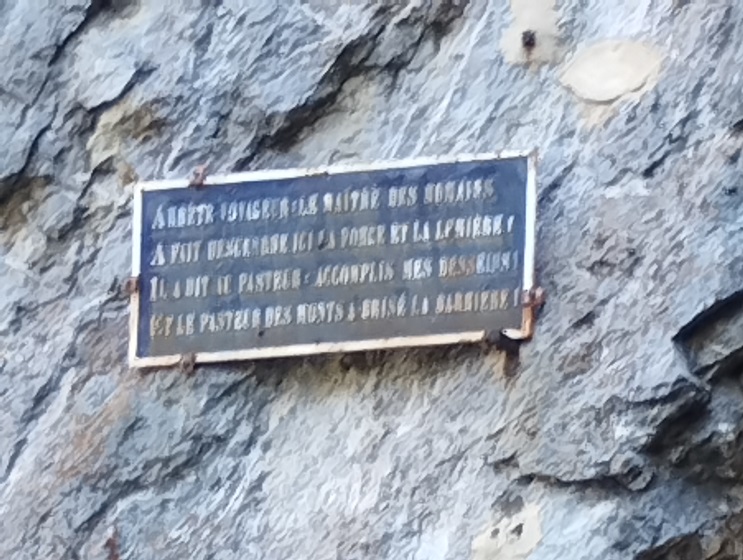 ARRÊTE VOYAGEUR : LE MAÎTRE DES HUMAINS
A FAIT DESCENDRE ICI LA FORCE ET LA LUMIÈRE !
IL A DIT AU PASTEUR : ACCOMPLIS MES DESSEINS !
ET LE PASTEUR DES MONTS A BRISÉ LA BARRIÈRE !